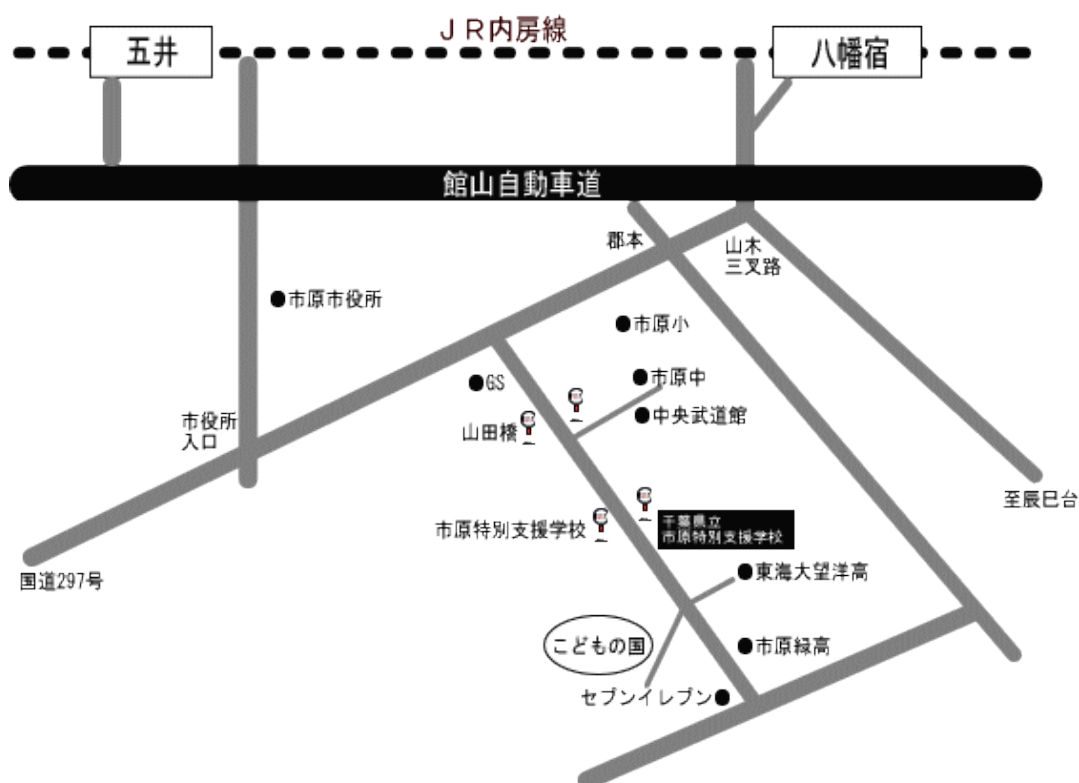 JR内房線
五井
八幡宿
館山自動車道
郡本
山木
三叉路
市原市役所
市原小
GS
市原中
市役所
入口
中央武道館
山田橋
至辰巳台
市原特別支援学校
千葉県立
市原特別支援学校
国道297号
東海大望洋高
こどもの国
市原緑高
セブンイレブン